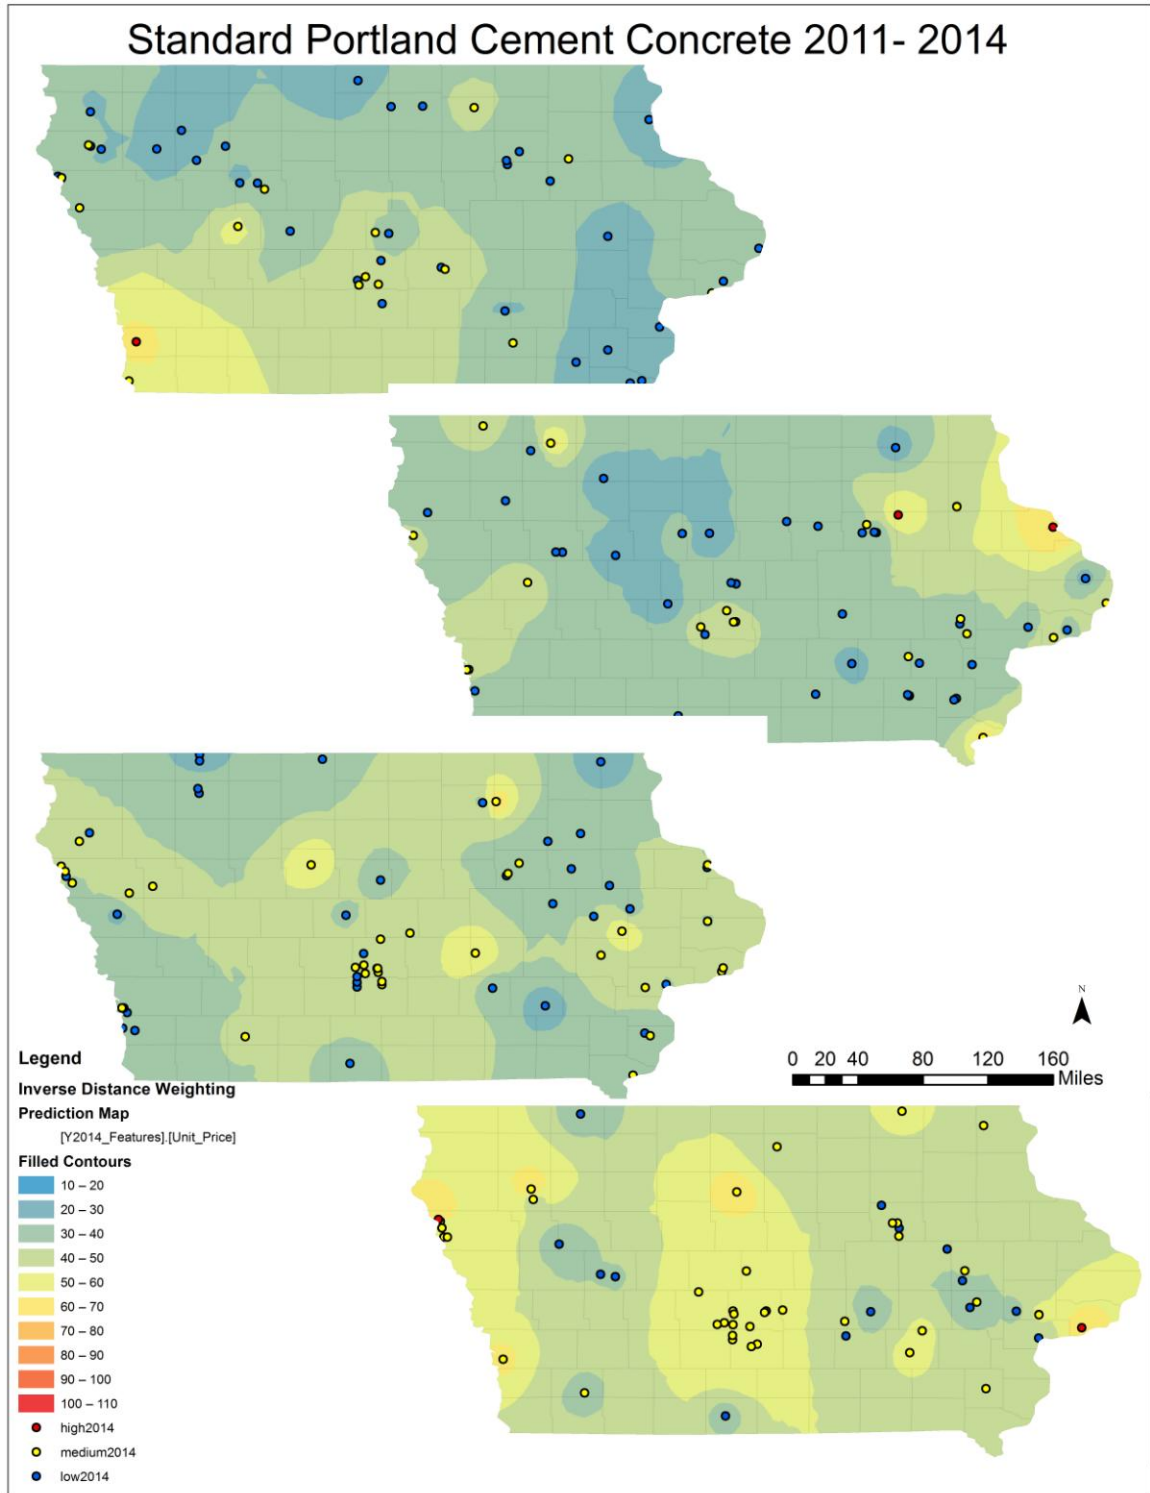 Standard Portland Cement Concrete 2011- 2014
N
0 20 40 80 120 160
Miles
Legend
Inverse Distance Weighting
Prediction Map
[Y2014_Features].[Unit_Price]
Filled Contours
10 – 20
20 – 30
30 – 40
40 – 50
50 – 60
60 – 70
70 – 80
80 – 90
90 – 100
100 – 110
high2014
medium2014
low2014